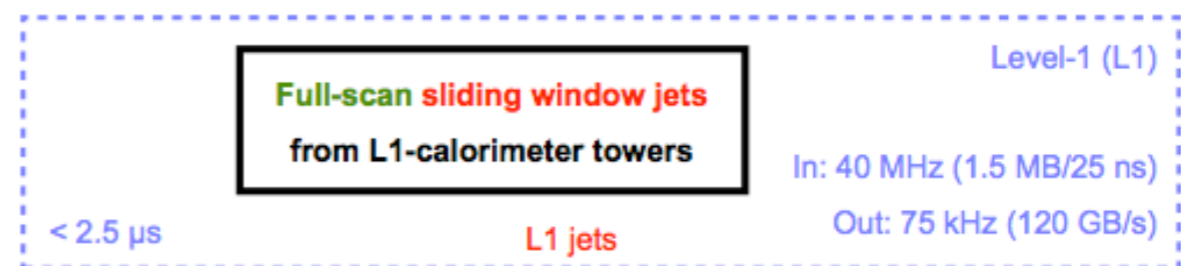 Level-1 (L1)
Full-scan sliding window jets
from L1-calorimeter towers
In: 40 MHz (1.5 MB/25 ns)
Out: 75 kHz (120 GB/s)
< 2.5 µs
L1 jets